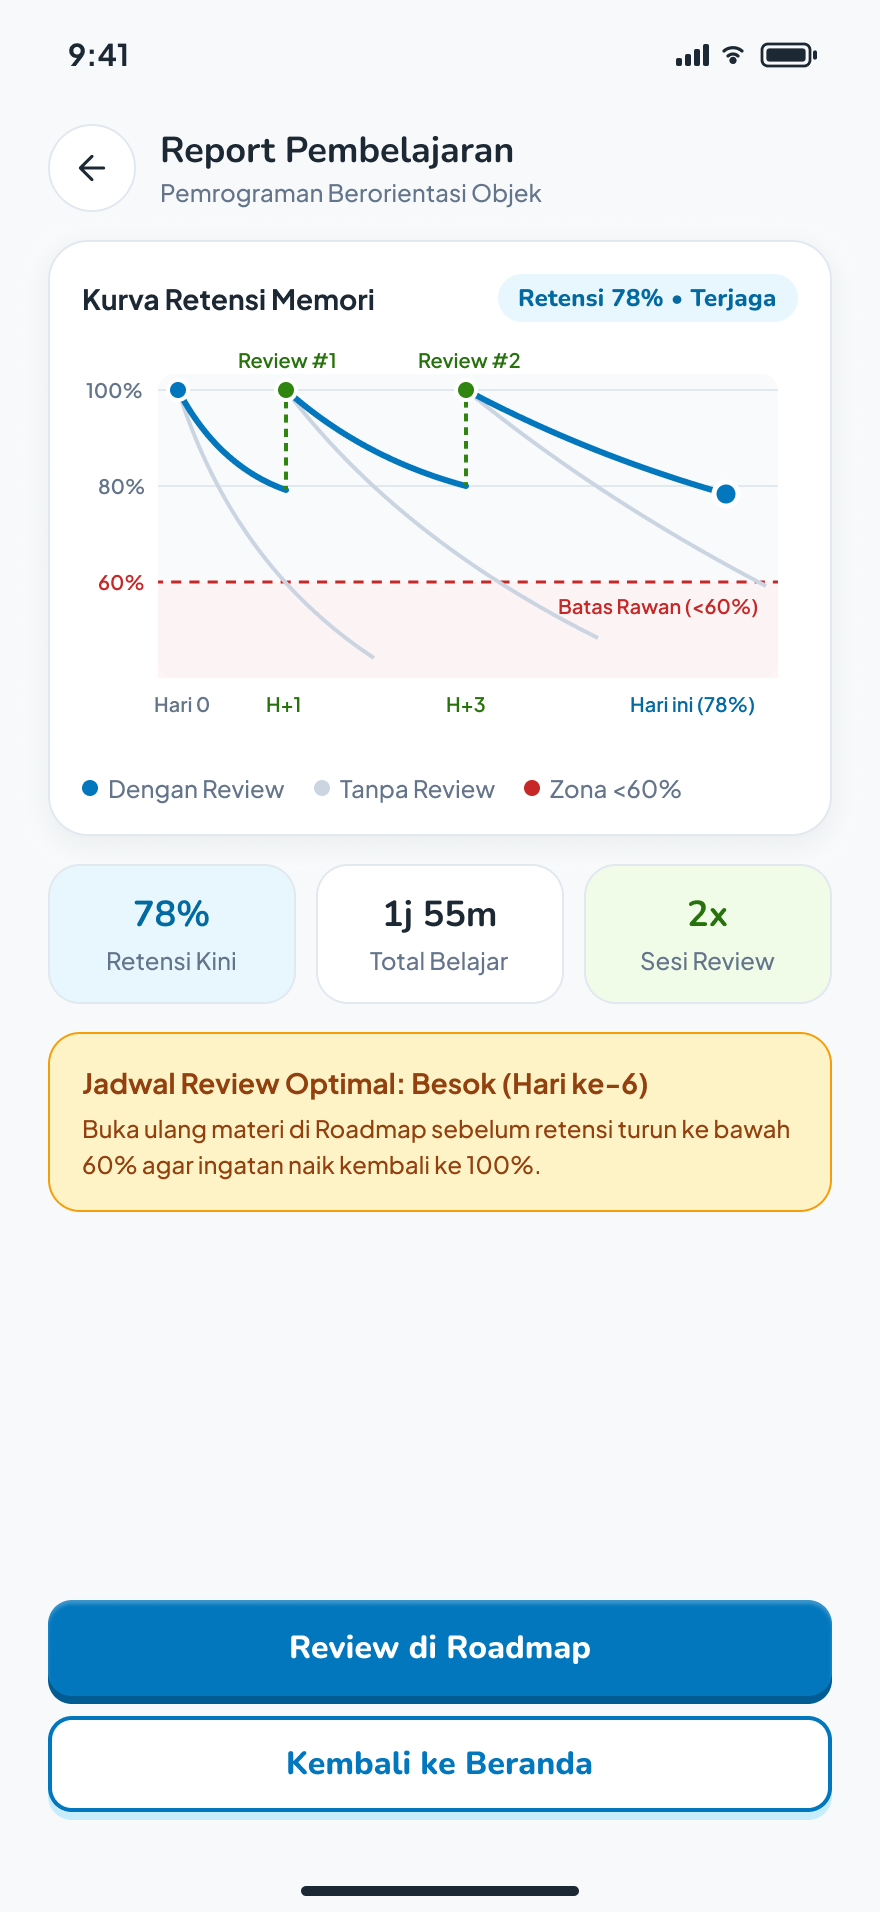 9:41
Report Pembelajaran
Pemrograman Berorientasi Objek
Kurva Retensi Memori
Retensi 78% • Terjaga
Review #1
Review #2
100%
80%
60%
Batas Rawan (<60%)
Hari 0
H+1
H+3
Hari ini (78%)
Dengan Review
Tanpa Review
Zona <60%
78%
Retensi Kini
1j 55m
Total Belajar
2x
Sesi Review
Jadwal Review Optimal: Besok (Hari ke-6)
Buka ulang materi di Roadmap sebelum retensi turun ke bawah
60% agar ingatan naik kembali ke 100%.
Review di Roadmap
Kembali ke Beranda